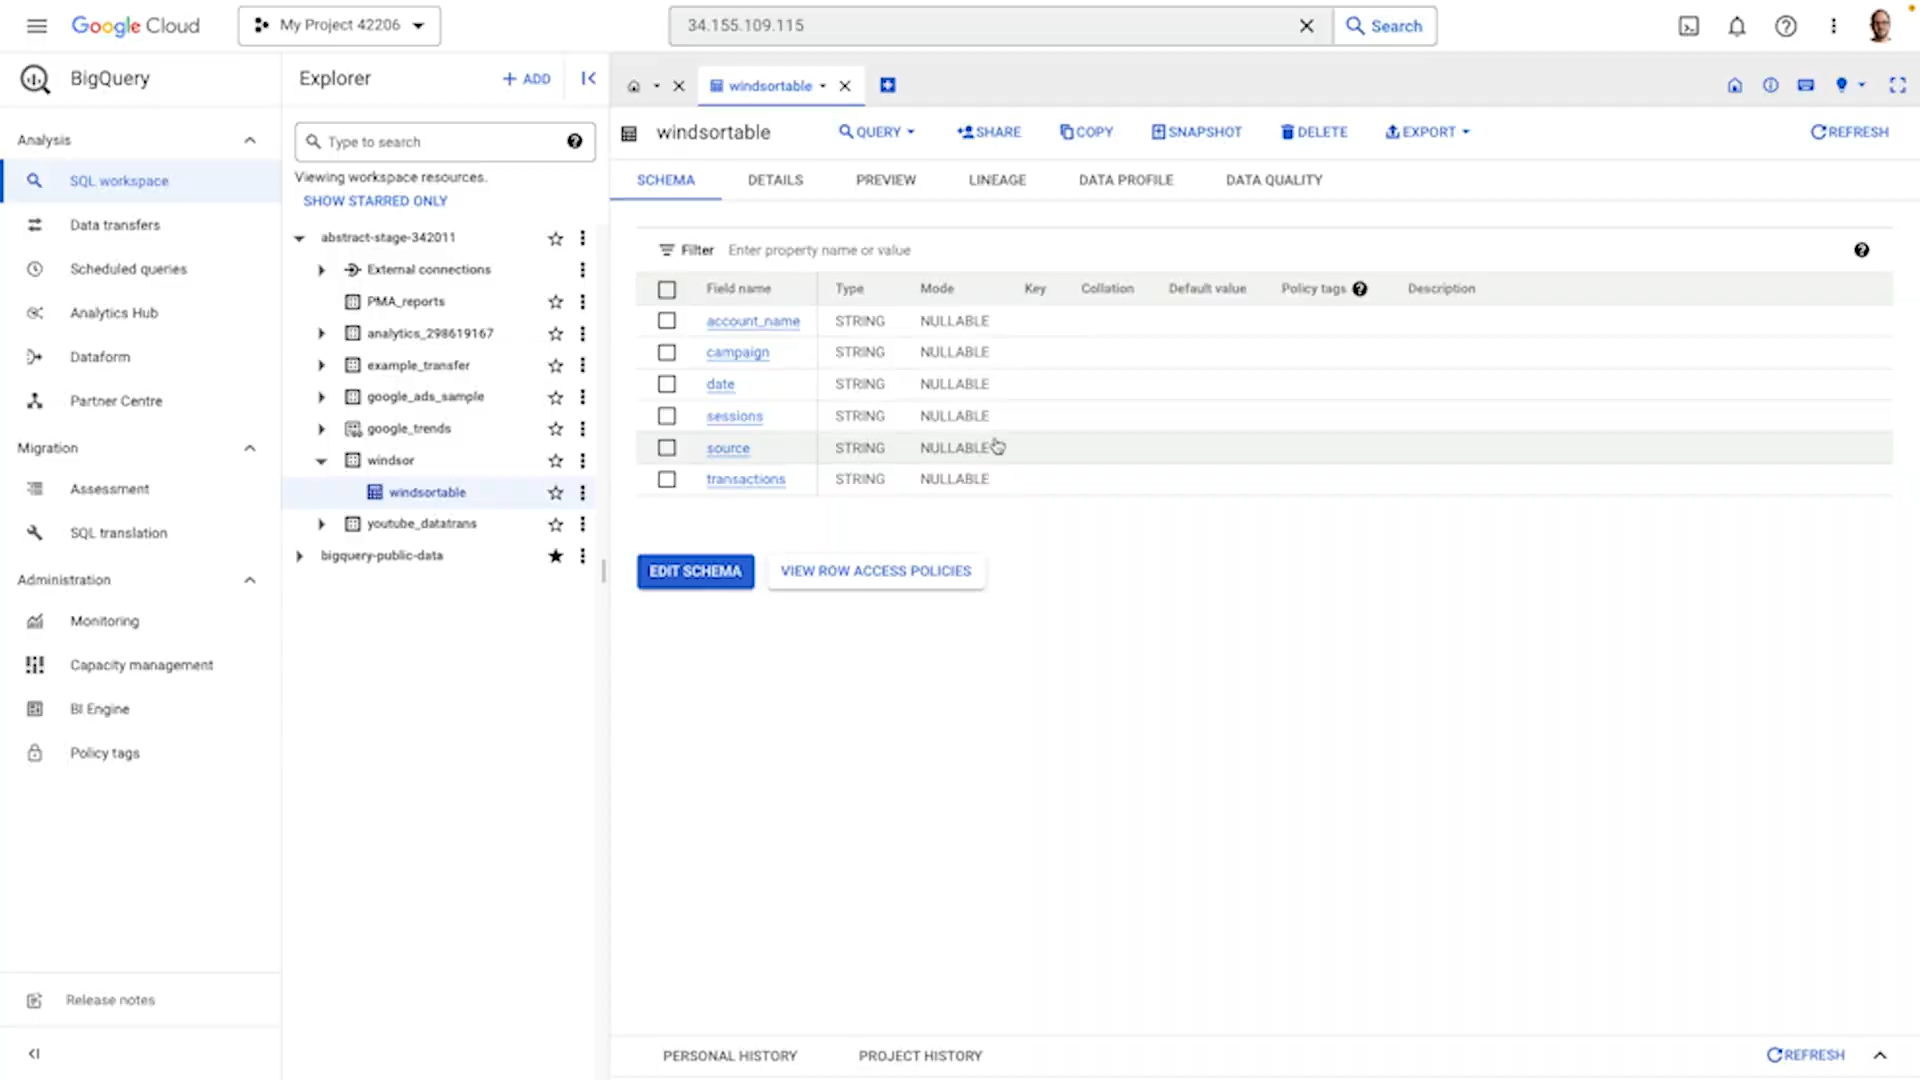 Google Cloud
My Project 42206
34.155.109.115
Search
BigQuery
Analysis
SQL workspace
Data transfers
Scheduled queries
Analytics Hub
Dataform
Partner Centre
Migration
Assessment
SQL translation
Administration
Monitoring
Capacity management
BI Engine
Policy tags
Release notes
Explorer
+ ADD
Type to search
Viewing workspace resources.
SHOW STARRED ONLY
abstract-stage-342011
External connections
PMA_reports
analytics_298619167
example_transfer
google_ads_sample
google_trends
windsor
windsortable
youtube_datatrans
bigquery-public-data
windsortable
windsortable
QUERY
SHARE
COPY
SNAPSHOT
DELETE
EXPORT
REFRESH
SCHEMA
DETAILS
PREVIEW
LINEAGE
DATA PROFILE
DATA QUALITY
Filter Enter property name or value
Field name Type Mode Key Collation Default value Policy tags Description
account_name STRING NULLABLE
campaign STRING NULLABLE
date STRING NULLABLE
sessions STRING NULLABLE
source STRING NULLABLE
transactions STRING NULLABLE
EDIT SCHEMA
VIEW ROW ACCESS POLICIES
PERSONAL HISTORY
PROJECT HISTORY
REFRESH